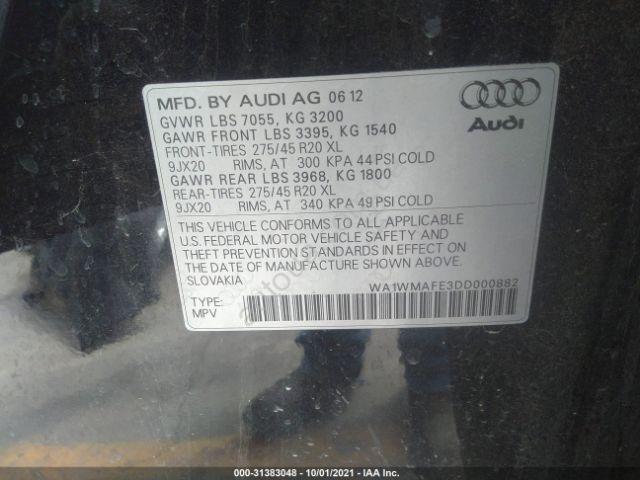 MFD. BY AUDI AG 06 12
GVWR LBS 7055, KG 3200
GAWR FRONT LBS 3395, KG 1540
FRONT-TIRES 275/45 R20 XL
9JX20 RIMS, AT 300 KPA 44 PSI COLD
GAWR REAR LBS 3968, KG 1800
REAR-TIRES 275/45 R20 XL
9JX20 RIMS, AT 340 KPA 49 PSI COLD
Audi
THIS VEHICLE CONFORMS TO ALL APPLICABLE
U.S. FEDERAL MOTOR VEHICLE SAFETY AND
THEFT PREVENTION STANDARDS IN EFFECT ON
THE DATE OF MANUFACTURE SHOWN ABOVE.
SLOVAKIA
WA1WMAFE3DD000882
TYPE:
MPV
000-31383048 - 10/01/2021 - IAA Inc.